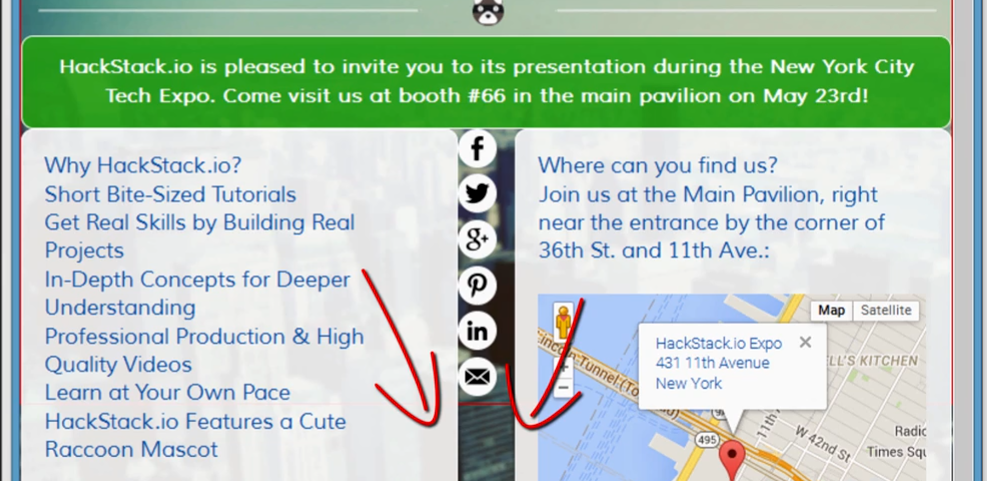 HackStack.io is pleased to invite you to its presentation during the New York City
Tech Expo. Come visit us at booth #66 in the main pavilion on May 23rd!
Why HackStack.io?
Short Bite-Sized Tutorials
Get Real Skills by Building Real
Projects
In-Depth Concepts for Deeper
Understanding
Professional Production & High
Quality Videos
Learn at Your Own Pace
HackStack.io Features a Cute
Raccoon Mascot
f
g+
in
Where can you find us?
Join us at the Main Pavilion, right
near the entrance by the corner of
36th St. and 11th Ave.:
Map Satellite
HackStack.io Expo
431 11th Avenue
New York
Lincoln Tunnel (To
ELL'S KITCHEN
495
11th
W 42nd St
Radio
Times Squ